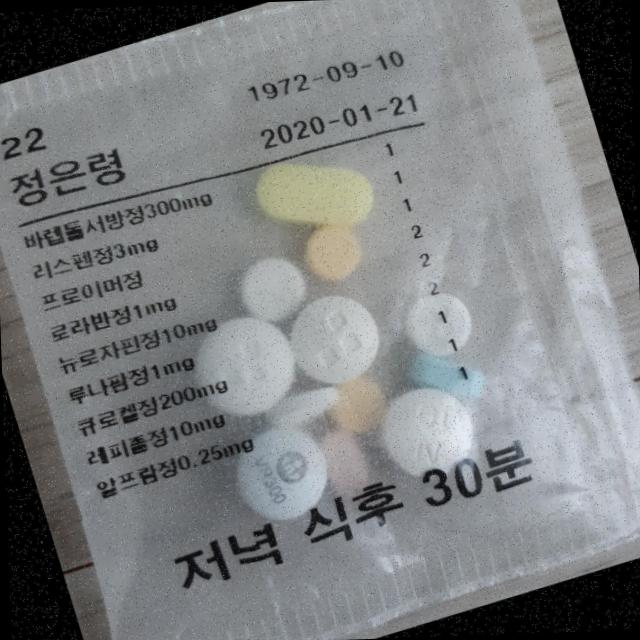 1972-09-10
22 2020-01-21
정은령
바렙톨서방정300mg 1
리스펜정3mg 1
프로이머정 1
로라반정1mg 2
뉴로자핀정10mg 2
루나팜정1mg 2
큐로켈정200mg 1
레피졸정10mg 1
알프람정0.25mg 1
저녁 식후 30분